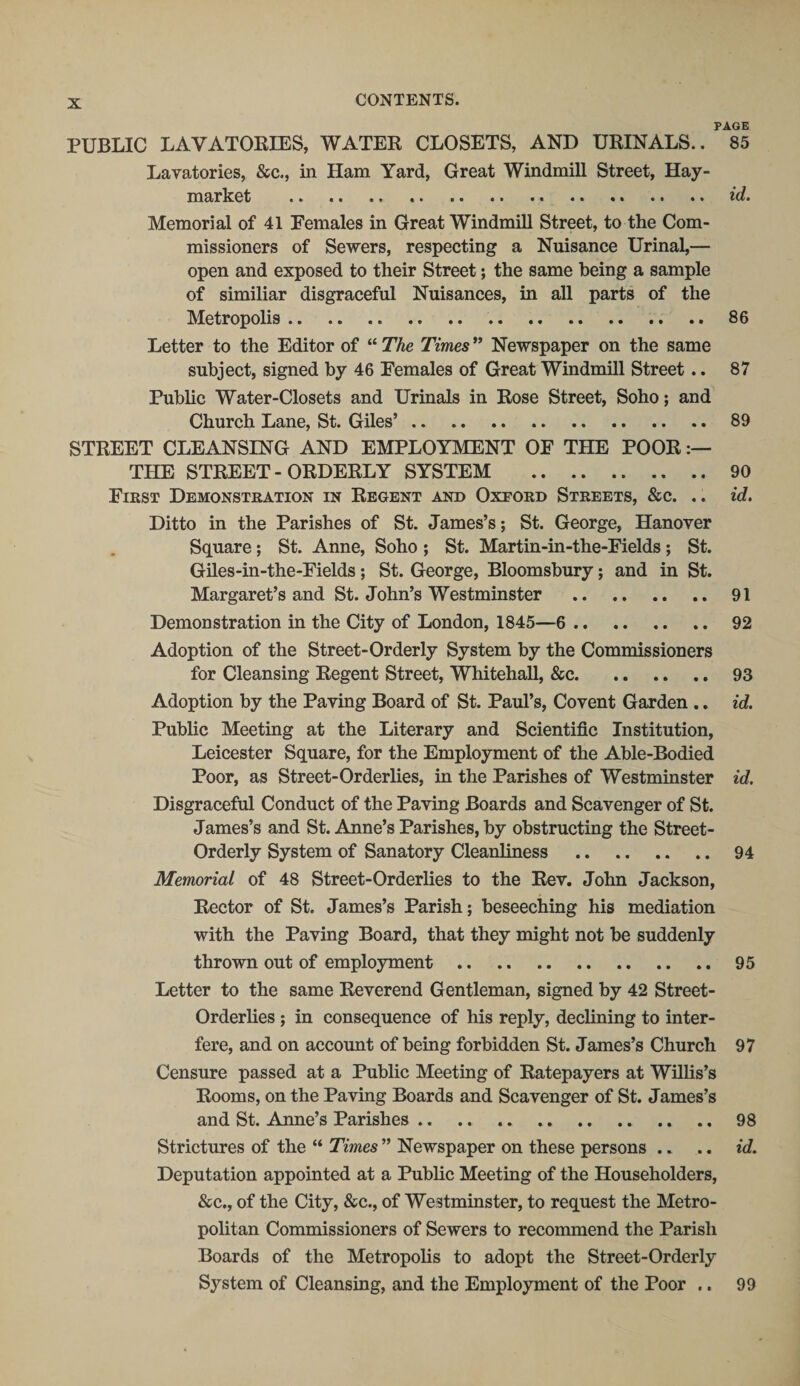 x
CONTENTS.
PAGE
PUBLIC LAVATORIES, WATER CLOSETS, AND URINALS.. 85
Lavatories, &c., in Ham Yard, Great Windmill Street, Hay-
market .. .. .. .. .. .. .. .. .. .. .. .. id.
Memorial of 41 Females in Great Windmill Street, to the Com-
missioners of Sewers, respecting a Nuisance Urinal,—
open and exposed to their Street; the same being a sample
of similiar disgraceful Nuisances, in all parts of the
Metropolis .. .. .. .. .. .. .. .. .. .. .. 86
Letter to the Editor of “The Times” Newspaper on the same
subject, signed by 46 Females of Great Windmill Street .. 87
Public Water-Closets and Urinals in Rose Street, Soho; and
Church Lane, St. Giles’ .. .. .. .. .. .. .. .. 89
STREET CLEANSING AND EMPLOYMENT OF THE POOR:—
THE STREET-ORDERLY SYSTEM .. .. .. .. .. 90
First Demonstration in Regent and Oxford Streets, &c. .. id.
Ditto in the Parishes of St. James’s; St. George, Hanover
Square; St. Anne, Soho; St. Martin-in-the-Fields; St.
Giles-in-the-Fields; St. George, Bloomsbury; and in St.
Margaret’s and St. John’s Westminster .. .. .. .. .. 91
Demonstration in the City of London, 1845—6 .. .. .. .. .. 92
Adoption of the Street-Orderly System by the Commissioners
for Cleansing Regent Street, Whitehall, &c. .. .. .. .. 93
Adoption by the Paving Board of St. Paul’s, Covent Garden .. id.
Public Meeting at the Literary and Scientific Institution,
Leicester Square, for the Employment of the Able-Bodied
Poor, as Street-Orderlies, in the Parishes of Westminster id.
Disgraceful Conduct of the Paving Boards and Scavenger of St.
James’s and St. Anne’s Parishes, by obstructing the Street-
Orderly System of Sanatory Cleanliness .. .. .. .. .. 94
Memorial of 48 Street-Orderlies to the Rev. John Jackson,
Rector of St. James’s Parish; beseeching his mediation
with the Paving Board, that they might not be suddenly
thrown out of employment .. .. .. .. .. .. .. .. 95
Letter to the same Reverend Gentleman, signed by 42 Street-
Orderlies; in consequence of his reply, declining to inter-
fere, and on account of being forbidden St. James’s Church 97
Censure passed at a Public Meeting of Ratepayers at Willis’s
Rooms, on the Paving Boards and Scavenger of St. James’s
and St. Anne’s Parishes .. .. .. .. .. .. .. .. 98
Strictures of the “Times” Newspaper on these persons .. .. id.
Deputation appointed at a Public Meeting of the Householders,
&c., of the City, &c., of Westminster, to request the Metro-
politan Commissioners of Sewers to recommend the Parish
Boards of the Metropolis to adopt the Street-Orderly
System of Cleansing, and the Employment of the Poor .. 99